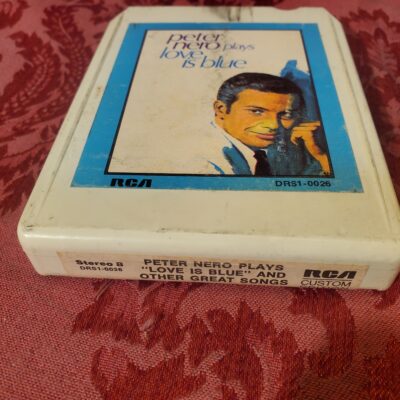 peter
nero plays
love
is blue
RCA
DRS1-0026
Stereo 8
DRS1-0026
PETER NERO PLAYS
"LOVE IS BLUE" AND
OTHER GREAT SONGS
RCA
CUSTOM